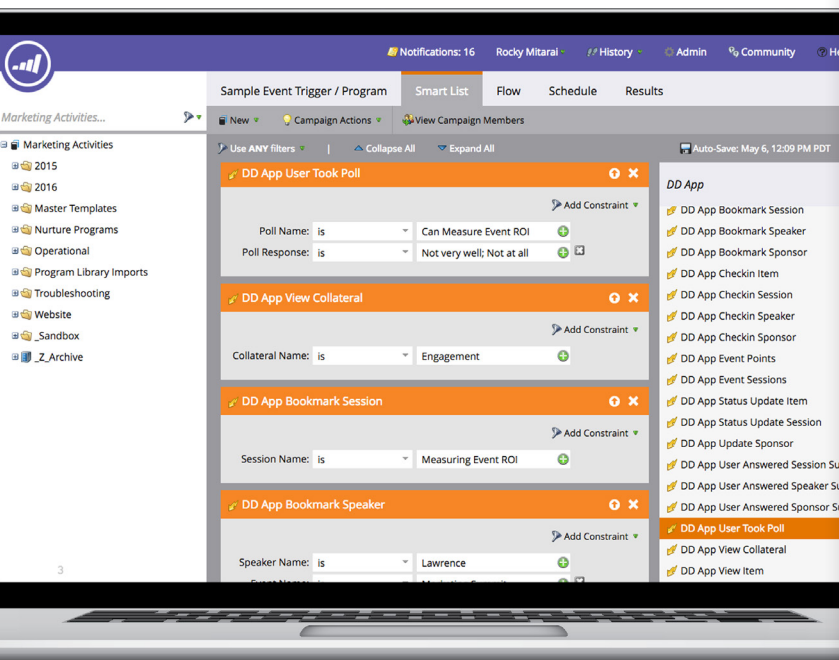 Notifications: 16 Rocky Mitarai History Admin Community
Sample Event Trigger / Program Smart List Flow Schedule Results
Marketing Activities...
New Campaign Actions View Campaign Members
Use ANY filters | Collapse All Expand All Auto-Save: May 6, 12:09 PM PDT
Marketing Activities
2015
2016
Master Templates
Nurture Programs
Operational
Program Library Imports
Troubleshooting
Website
_Sandbox
_Z_Archive
3
DD App User Took Poll
Add Constraint
Poll Name: is Can Measure Event ROI
Poll Response: is Not very well; Not at all
DD App View Collateral
Add Constraint
Collateral Name: is Engagement
DD App Bookmark Session
Add Constraint
Session Name: is Measuring Event ROI
DD App Bookmark Speaker
Add Constraint
Speaker Name: is Lawrence
DD App
DD App Bookmark Session
DD App Bookmark Speaker
DD App Bookmark Sponsor
DD App Checkin Item
DD App Checkin Session
DD App Checkin Speaker
DD App Checkin Sponsor
DD App Event Points
DD App Event Sessions
DD App Status Update Item
DD App Status Update Session
DD App Update Sponsor
DD App User Answered Session Su
DD App User Answered Speaker Su
DD App User Answered Sponsor S
DD App User Took Poll
DD App View Collateral
DD App View Item